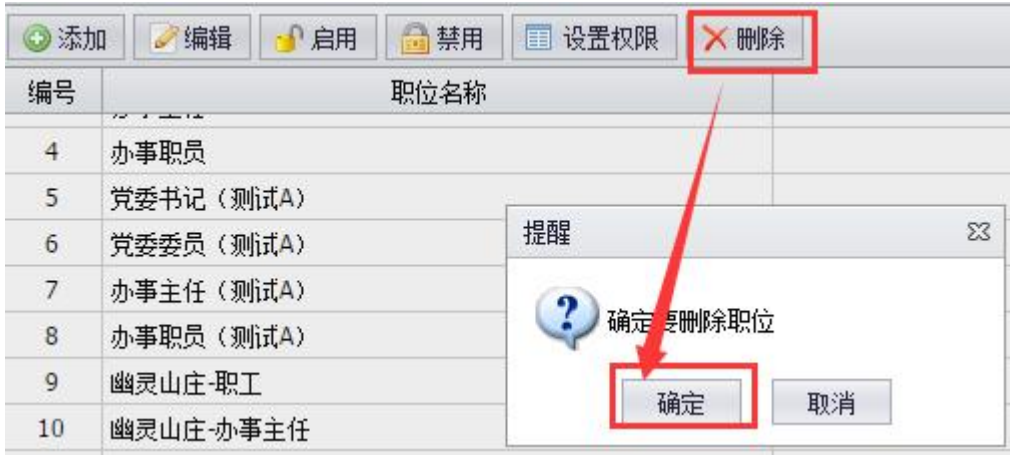 添加 编辑 启用 禁用 设置权限 删除
编号 职位名称
4 办事职员
5 党委书记（测试A）
6 党委委员（测试A）
提醒
7 办事主任（测试A）
8 办事职员（测试A）
确定要删除职位
9 幽灵山庄-职工
确定 取消
10 幽灵山庄-办事主任